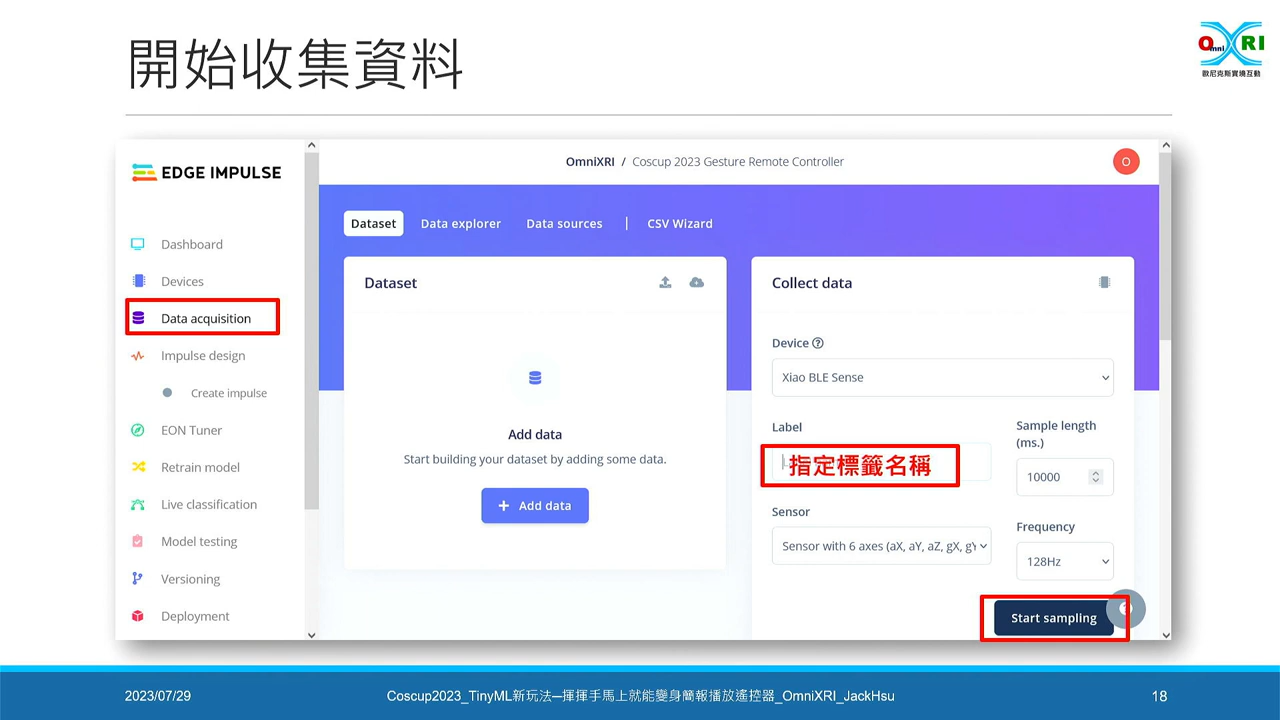 開始收集資料
Omni XRI
歐尼克斯實境互動
EDGE IMPULSE
Dashboard
Devices
Data acquisition
Impulse design
Create impulse
EON Tuner
Retrain model
Live classification
Model testing
Versioning
Deployment
OmniXRI / Coscup 2023 Gesture Remote Controller
O
Dataset Data explorer Data sources | CSV Wizard
Dataset
Add data
Start building your dataset by adding some data.
+ Add data
Collect data
Device ?
Xiao BLE Sense
Label
指定標籤名稱
Sample length
(ms.)
10000
Sensor
Sensor with 6 axes (aX, aY, aZ, gX, gY
Frequency
128Hz
Start sampling
?
2023/07/29
Coscup2023_TinyML新玩法─揮揮手馬上就能變身簡報播放遙控器_OmniXRI_JackHsu
18